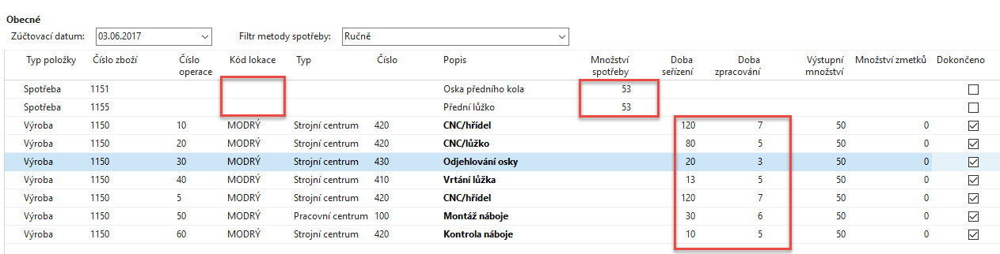 Obecné
Zúčtovací datum: 03.06.2017 Filtr metody spotřeby: Ručně
Typ položky Číslo zboží Číslo operace Kód lokace Typ Číslo Popis Množství spotřeby Doba seřízení Doba zpracování Výstupní množství Množství zmetků Dokončeno
Spotřeba 1151 Oska předního kola 53
Spotřeba 1155 Přední lůžko 53
Výroba 1150 10 MODRÝ Strojní centrum 420 CNC/hřídel 120 7 50 0
Výroba 1150 20 MODRÝ Strojní centrum 420 CNC/lůžko 80 5 50 0
Výroba 1150 30 MODRÝ Strojní centrum 430 Odjehlování osky 20 3 50 0
Výroba 1150 40 MODRÝ Strojní centrum 410 Vrtání lůžka 13 5 50 0
Výroba 1150 5 MODRÝ Strojní centrum 420 CNC/hřídel 120 7 50 0
Výroba 1150 50 MODRÝ Pracovní centrum 100 Montáž náboje 30 6 50 0
Výroba 1150 60 MODRÝ Strojní centrum 420 Kontrola náboje 10 5 50 0